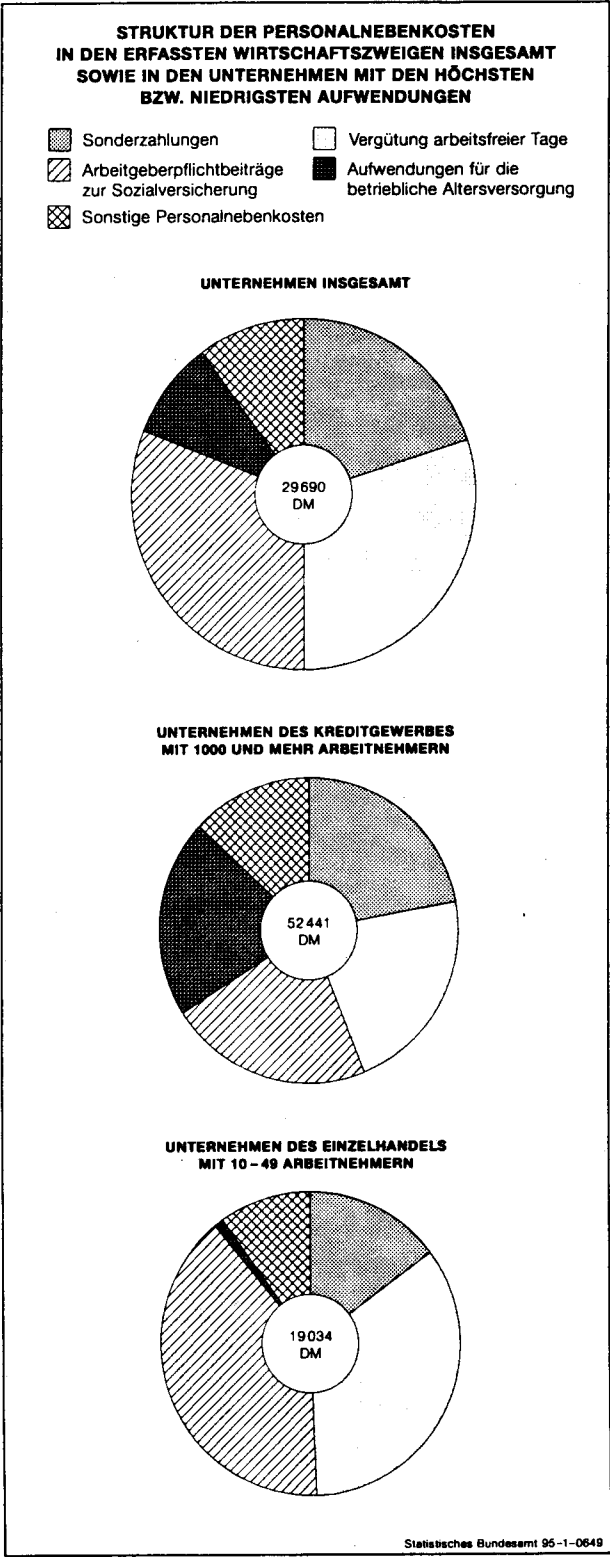 STRUKTUR DER PERSONALNEBENKOSTEN
IN DEN ERFASSTEN WIRTSCHAFTSZWEIGEN INSGESAMT
SOWIE IN DEN UNTERNEHMEN MIT DEN HÖCHSTEN
BZW. NIEDRIGSTEN AUFWENDUNGEN
Sonderzahlungen
Vergütung arbeitsfreier Tage
Arbeitgeberpflichtbeiträge
zur Sozialversicherung
Aufwendungen für die
betriebliche Altersversorgung
Sonstige Personalnebenkosten
UNTERNEHMEN INSGESAMT
29690
DM
UNTERNEHMEN DES KREDITGEWERBES
MIT 1000 UND MEHR ARBEITNEHMERN
52441
DM
UNTERNEHMEN DES EINZELHANDELS
MIT 10–49 ARBEITNEHMERN
19034
DM
Statistisches Bundesamt 95-1-0649